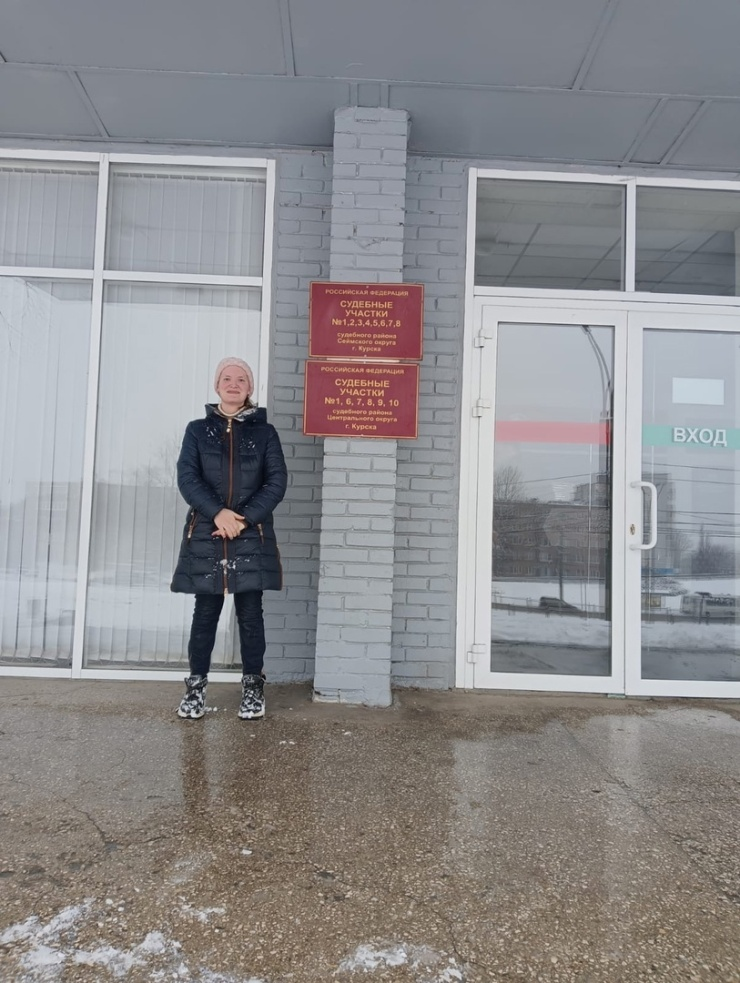 РОССИЙСКАЯ ФЕДЕРАЦИЯ
СУДЕБНЫЕ
УЧАСТКИ
№1,2,3,4,5,6,7,8
судебного района
Сеймского округа
г. Курска
РОССИЙСКАЯ ФЕДЕРАЦИЯ
СУДЕБНЫЕ
УЧАСТКИ
№1, 6, 7, 8, 9, 10
судебного района
Центрального округа
г. Курска
ВХОД